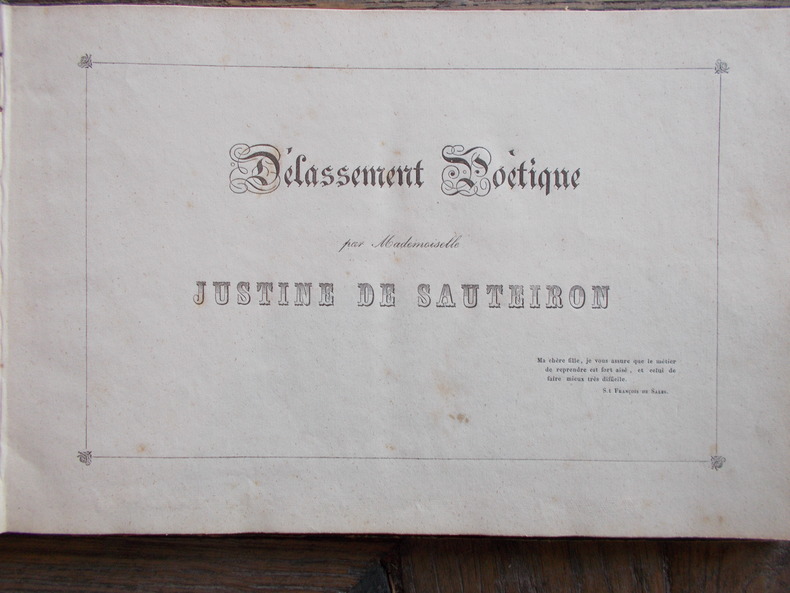 Délassement Poètique
par Mademoiselle
JUSTINE DE SAUTEIRON
Ma chère fille, je vous assure que le métier
de reprendre est fort aisé, et celui de
faire mieux très difficile.
S.t François de Sales.